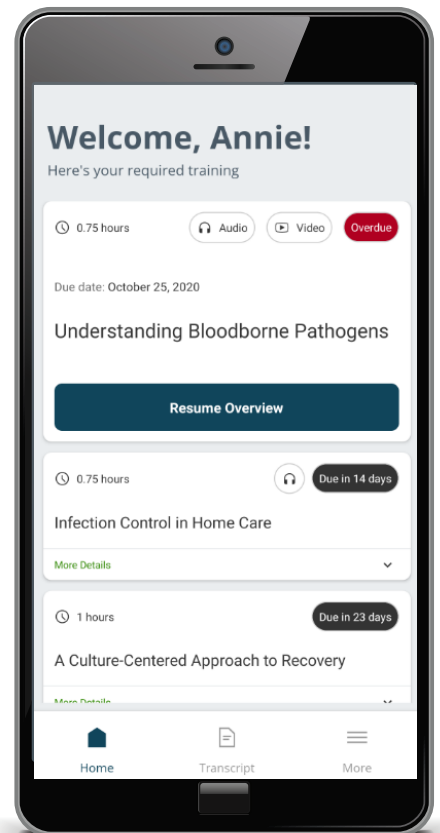 Welcome, Annie!
Here's your required training
0.75 hours Audio Video Overdue
Due date: October 25, 2020
Understanding Bloodborne Pathogens
Resume Overview
0.75 hours Due in 14 days
Infection Control in Home Care
More Details
1 hours Due in 23 days
A Culture-Centered Approach to Recovery
More Details
Home Transcript More